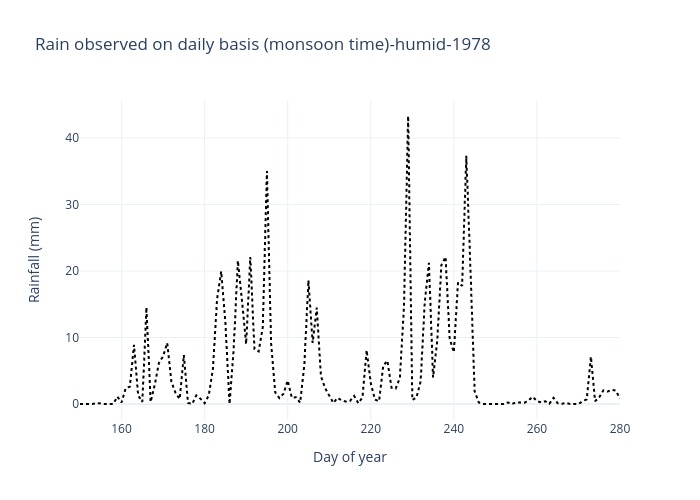 Rain observed on daily basis (monsoon time)-humid-1978
40
30
20
10
0
Rainfall (mm)
160 180 200 220 240 260 280
Day of year